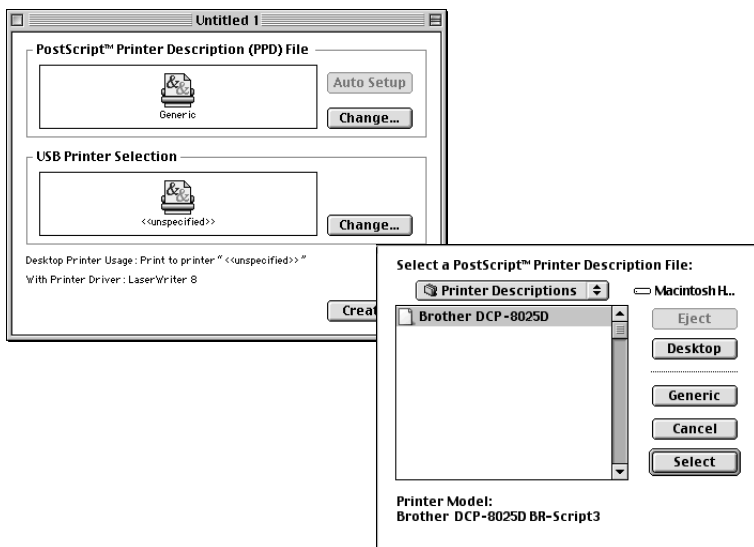 Untitled 1
PostScript™ Printer Description (PPD) File
Generic
Auto Setup
Change...
USB Printer Selection
<<unspecified>>
Change...
Desktop Printer Usage: Print to printer “<<unspecified>>”
With Printer Driver: LaserWriter 8
Creat
Select a PostScript™ Printer Description File:
Printer Descriptions
Macintosh H...
Brother DCP-8025D
Eject
Desktop
Generic
Cancel
Select
Printer Model:
Brother DCP-8025D BR-Script3